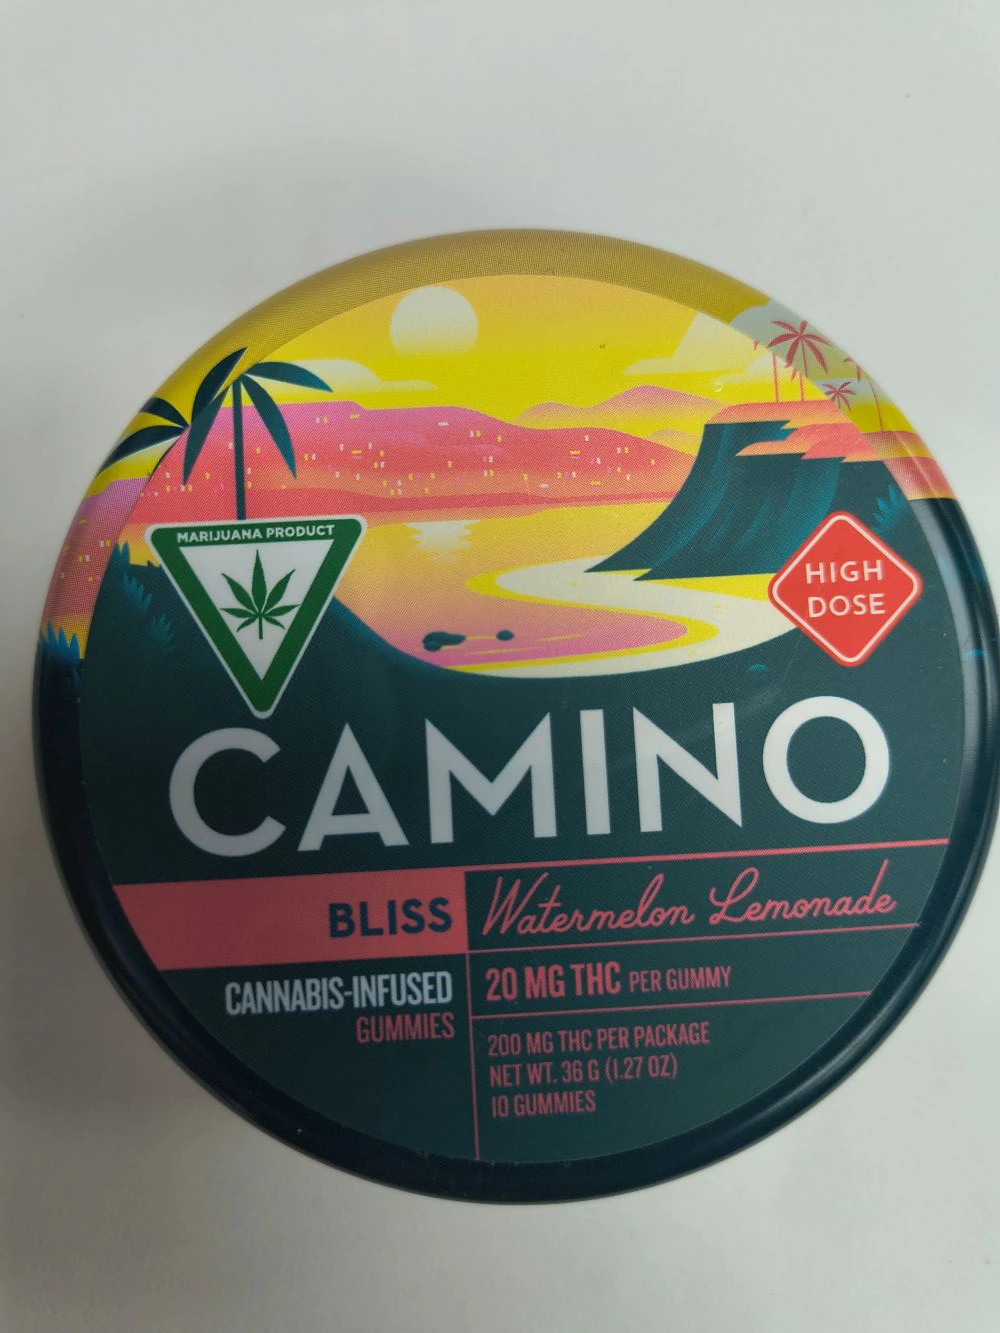 MARIJUANA PRODUCT
HIGH
DOSE
CAMINO
BLISS
Watermelon Lemonade
CANNABIS-INFUSED
GUMMIES
20 MG THC PER GUMMY
200 MG THC PER PACKAGE
NET WT. 36 G (1.27 OZ)
10 GUMMIES